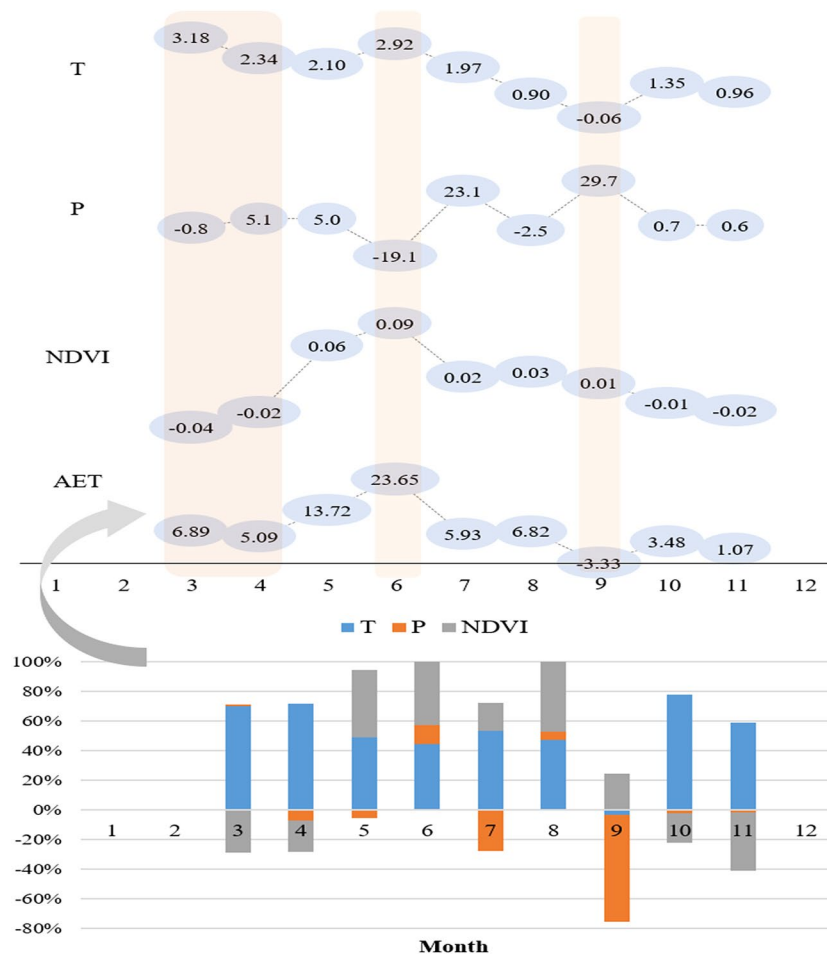 T 3.18 2.34 2.10 2.92 1.97 0.90 -0.06 1.35 0.96
P -0.8 5.1 5.0 -19.1 23.1 -2.5 29.7 0.7 0.6
NDVI -0.04 -0.02 0.06 0.09 0.02 0.03 0.01 -0.01 -0.02
AET 6.89 5.09 13.72 23.65 5.93 6.82 -3.33 3.48 1.07
1 2 3 4 5 6 7 8 9 10 11 12
T P NDVI
100%
80%
60%
40%
20%
0%
1 2 3 4 5 6 7 8 9 10 11 12
-20%
-40%
-60%
-80%
Month